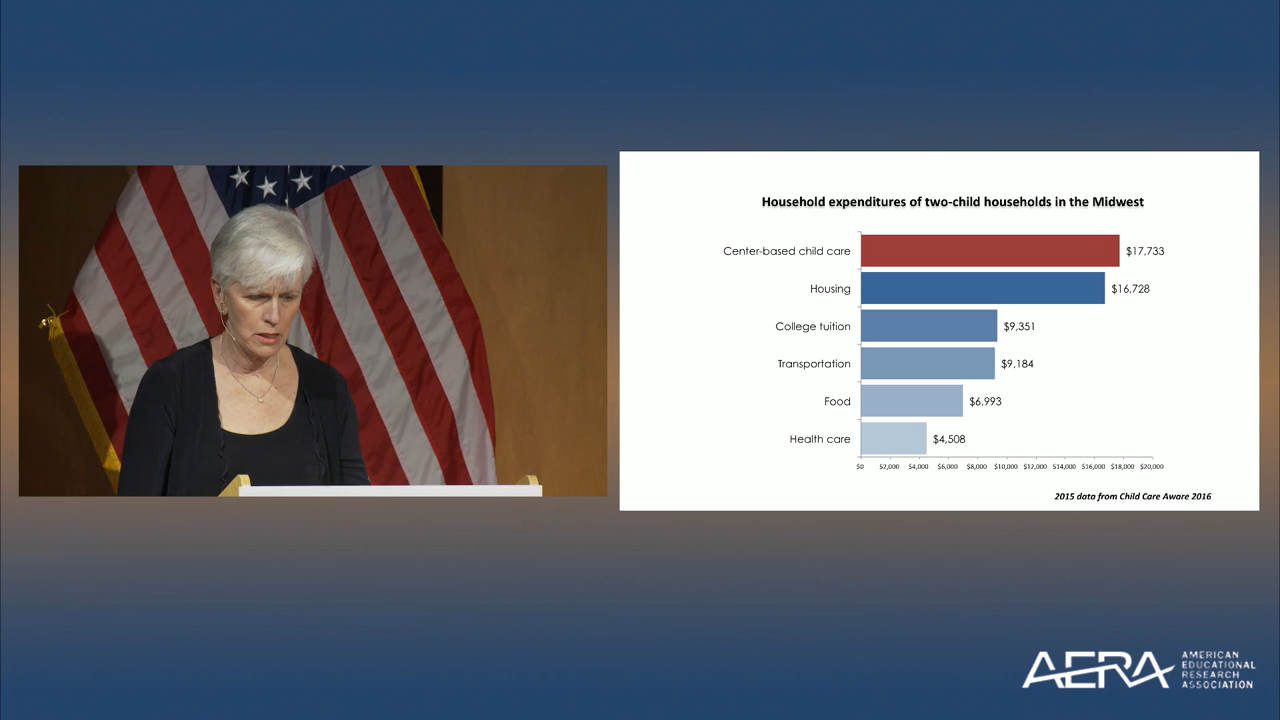 Household expenditures of two-child households in the Midwest
Center-based child care $17,733
Housing $16,728
College tuition $9,351
Transportation $9,184
Food $6,993
Health care $4,508
$0 $2,000 $4,000 $6,000 $8,000 $10,000 $12,000 $14,000 $16,000 $18,000 $20,000
2015 data from Child Care Aware 2016
AERA
AMERICAN
EDUCATIONAL
RESEARCH
ASSOCIATION